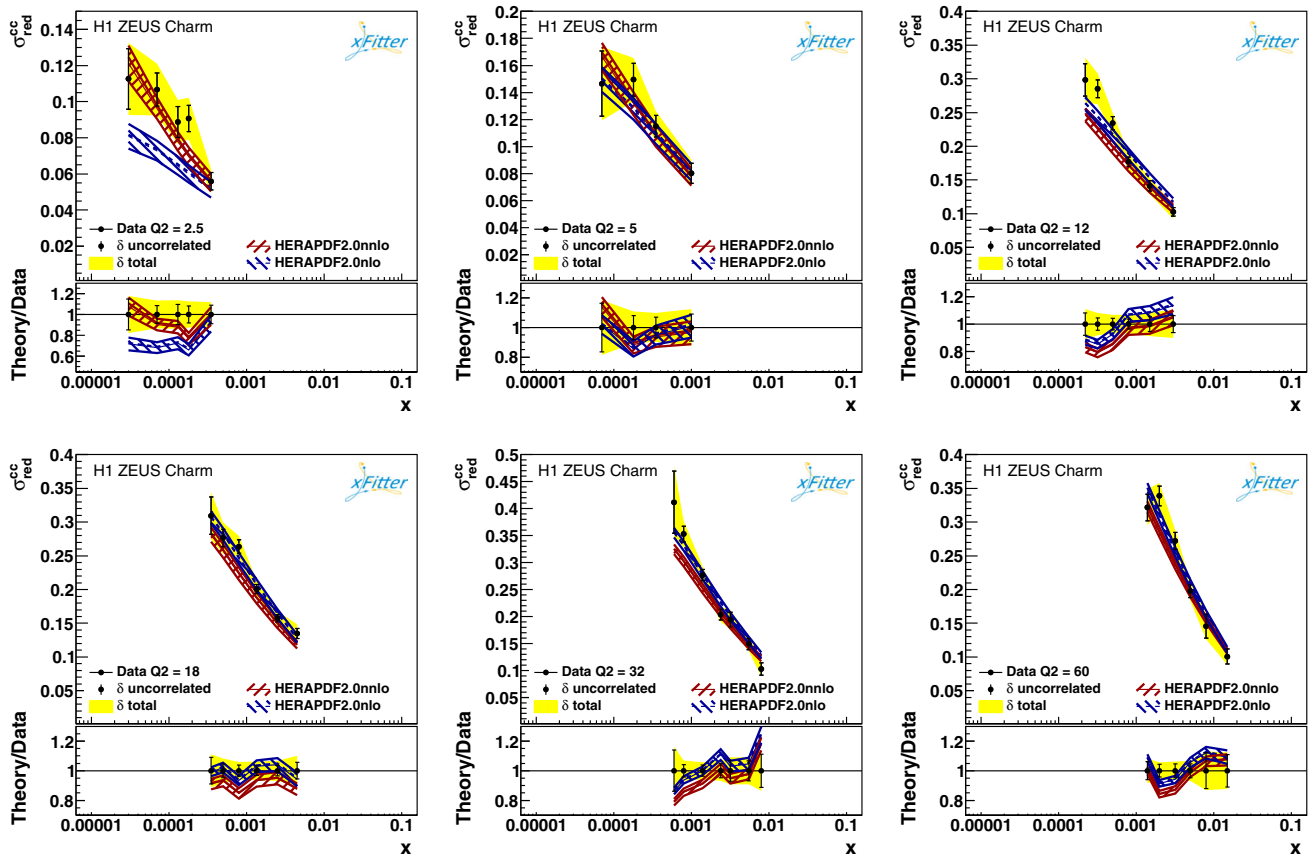 H1 ZEUS Charm
xFitter
σ_red^cc
0.14
0.12
0.1
0.08
0.06
0.04
0.02
Data Q2 = 2.5
δ uncorrelated
δ total
HERAPDF2.0nnlo
HERAPDF2.0nlo
Theory/Data
1.2
1
0.8
0.6
0.00001 0.0001 0.001 0.01 0.1
x
H1 ZEUS Charm
xFitter
σ_red^cc
0.2
0.18
0.16
0.14
0.12
0.1
0.08
0.06
0.04
0.02
0
Data Q2 = 5
δ uncorrelated
δ total
HERAPDF2.0nnlo
HERAPDF2.0nlo
Theory/Data
1.2
1
0.8
0.00001 0.0001 0.001 0.01 0.1
x
H1 ZEUS Charm
xFitter
σ_red^cc
0.4
0.35
0.3
0.25
0.2
0.15
0.1
0.05
Data Q2 = 12
δ uncorrelated
δ total
HERAPDF2.0nnlo
HERAPDF2.0nlo
Theory/Data
1.2
1
0.8
0.00001 0.0001 0.001 0.01 0.1
x
H1 ZEUS Charm
xFitter
σ_red^cc
0.4
0.35
0.3
0.25
0.2
0.15
0.1
0.05
Data Q2 = 18
δ uncorrelated
δ total
HERAPDF2.0nnlo
HERAPDF2.0nlo
Theory/Data
1.2
1
0.8
0.00001 0.0001 0.001 0.01 0.1
x
H1 ZEUS Charm
xFitter
σ_red^cc
0.5
0.45
0.4
0.35
0.3
0.25
0.2
0.15
0.1
0.05
0
Data Q2 = 32
δ uncorrelated
δ total
HERAPDF2.0nnlo
HERAPDF2.0nlo
Theory/Data
1.2
1
0.8
0.00001 0.0001 0.001 0.01 0.1
x
H1 ZEUS Charm
xFitter
σ_red^cc
0.4
0.35
0.3
0.25
0.2
0.15
0.1
0.05
Data Q2 = 60
δ uncorrelated
δ total
HERAPDF2.0nnlo
HERAPDF2.0nlo
Theory/Data
1.2
1
0.8
0.00001 0.0001 0.001 0.01 0.1
x